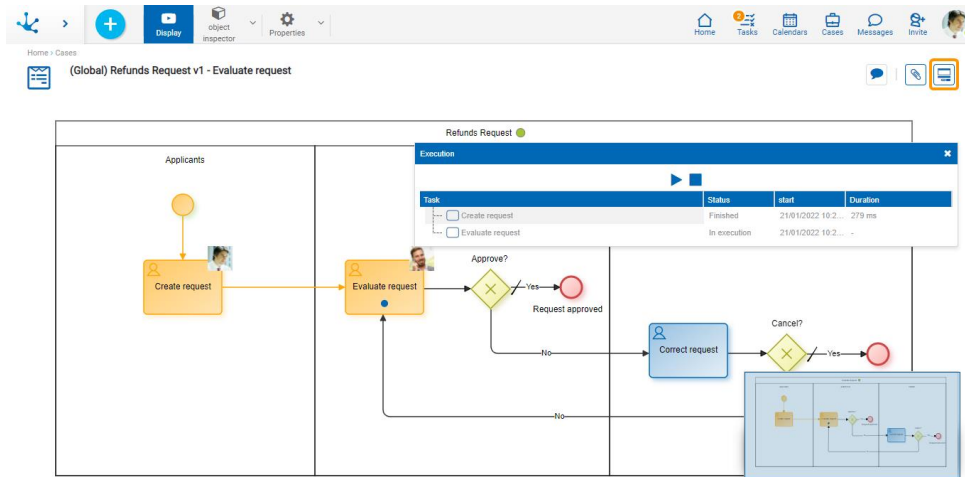 Display
object
inspector
Properties
Home
2
Tasks
Calendars
Cases
Messages
Invite
Home › Cases
(Global) Refunds Request v1 - Evaluate request
Refunds Request
Applicants
Execution
Task Status start Duration
Create request Finished 21/01/2022 10:2... 279 ms
Evaluate request In execution 21/01/2022 10:2... -
Create request
Evaluate request
Approve?
Yes
Request approved
No
Correct request
Cancel?
Yes
No